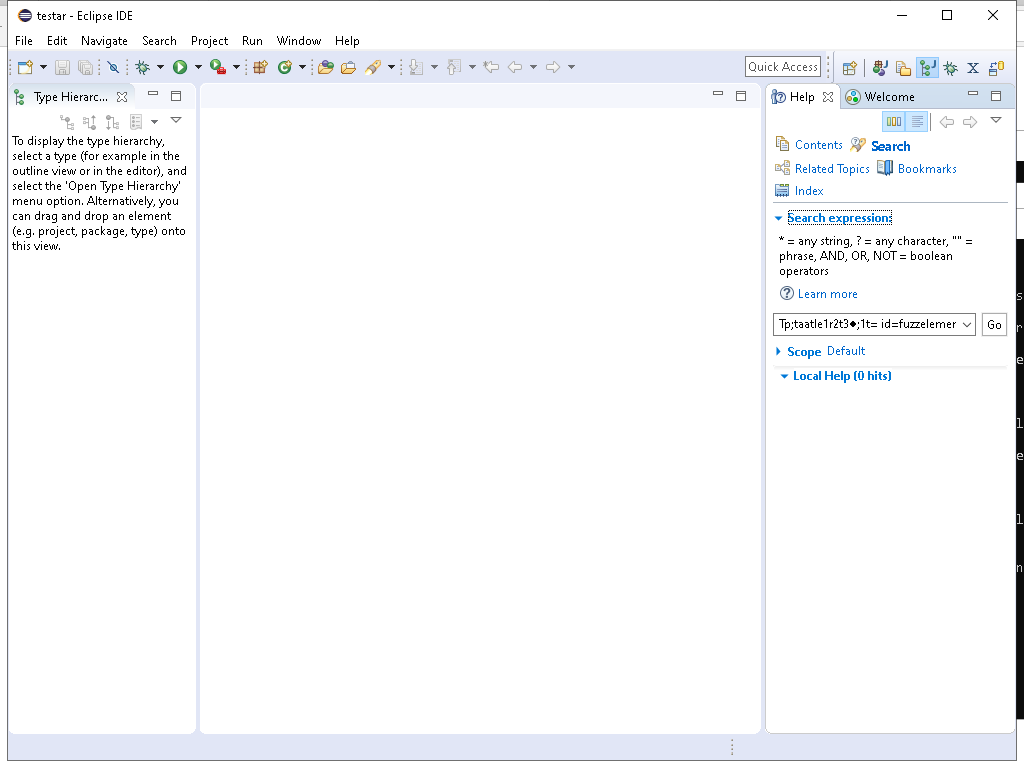 testar - Eclipse IDE
File Edit Navigate Search Project Run Window Help
Quick Access
Type Hierarc...
To display the type hierarchy,
select a type (for example in the
outline view or in the editor), and
select the 'Open Type Hierarchy'
menu option. Alternatively, you
can drag and drop an element
(e.g. project, package, type) onto
this view.
Help Welcome
Contents Search
Related Topics Bookmarks
Index
Search expression:
* = any string, ? = any character, "" =
phrase, AND, OR, NOT = boolean
operators
Learn more
Tp;taatle1r2t3◆;1t= id=fuzzelemer
Go
Scope Default
Local Help (0 hits)
s
r
e
l
e
l
n